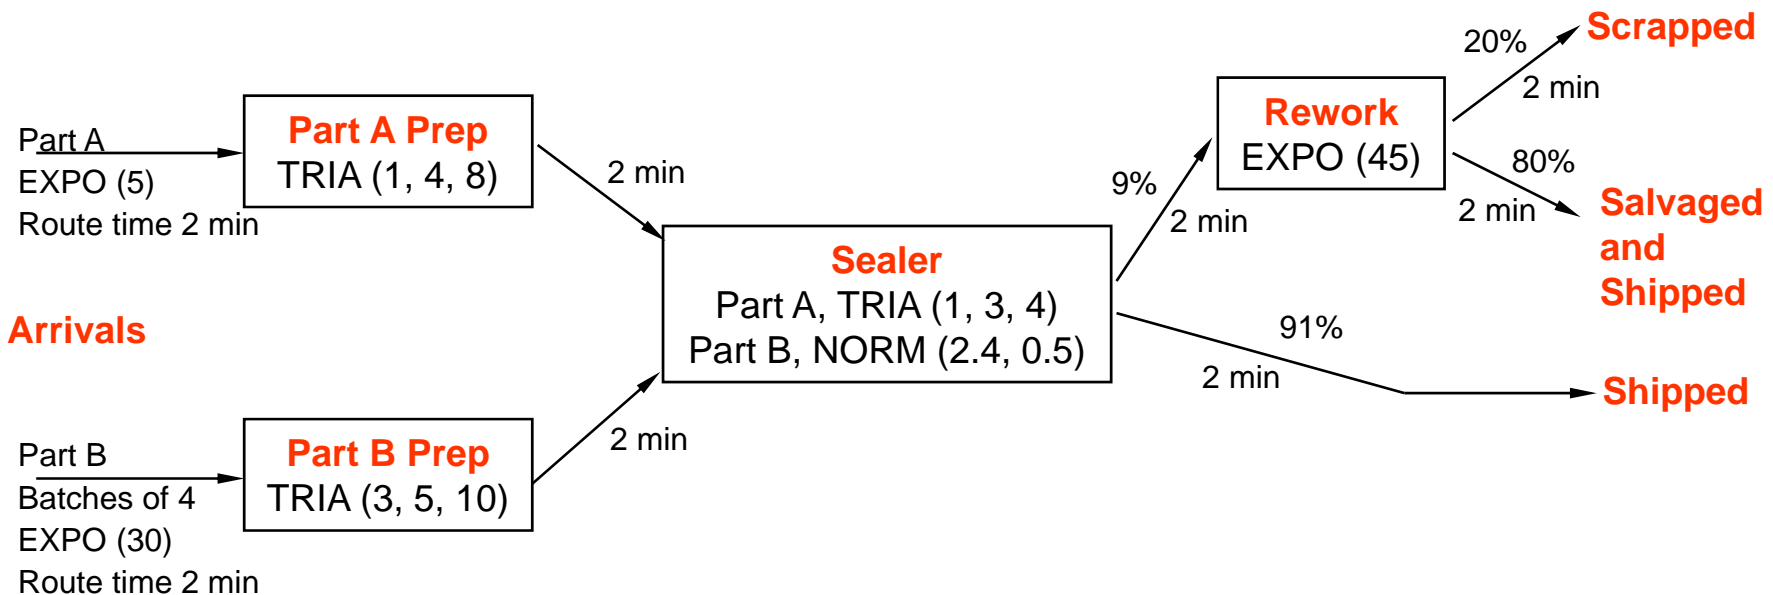 Part A
EXPO (5)
Route time 2 min
Part A Prep
TRIA (1, 4, 8)
2 min
Arrivals
Part B
Batches of 4
EXPO (30)
Route time 2 min
Part B Prep
TRIA (3, 5, 10)
2 min
Sealer
Part A, TRIA (1, 3, 4)
Part B, NORM (2.4, 0.5)
9%
2 min
91%
2 min
Rework
EXPO (45)
20%
2 min
Scrapped
80%
2 min
Salvaged
and
Shipped
Shipped